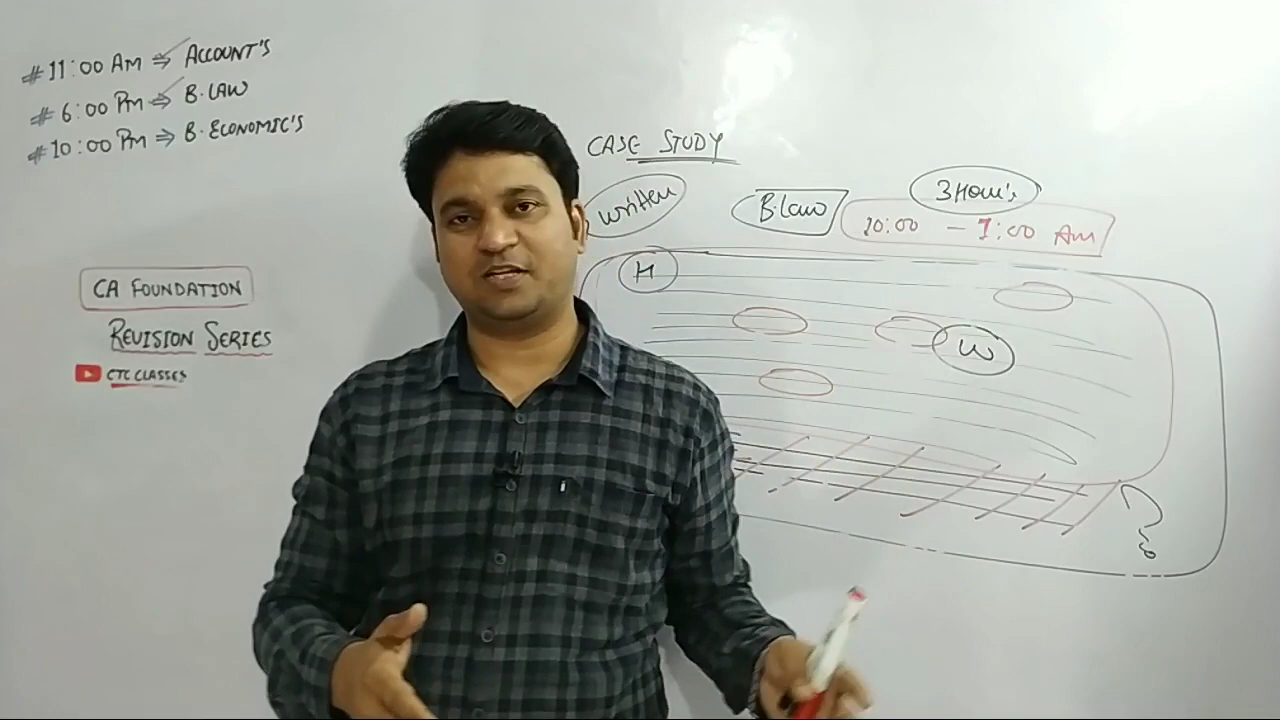 # 11:00 AM ⇒ ACCOUNT'S
# 6:00 PM ⇒ B.LAW
# 10:00 PM ⇒ B.ECONOMIC'S
CA FOUNDATION
REVISION SERIES
CTC CLASSES
CASE STUDY
Written
B.Law
3 Hour's
10:00 - 1:00 Am
H
W
?